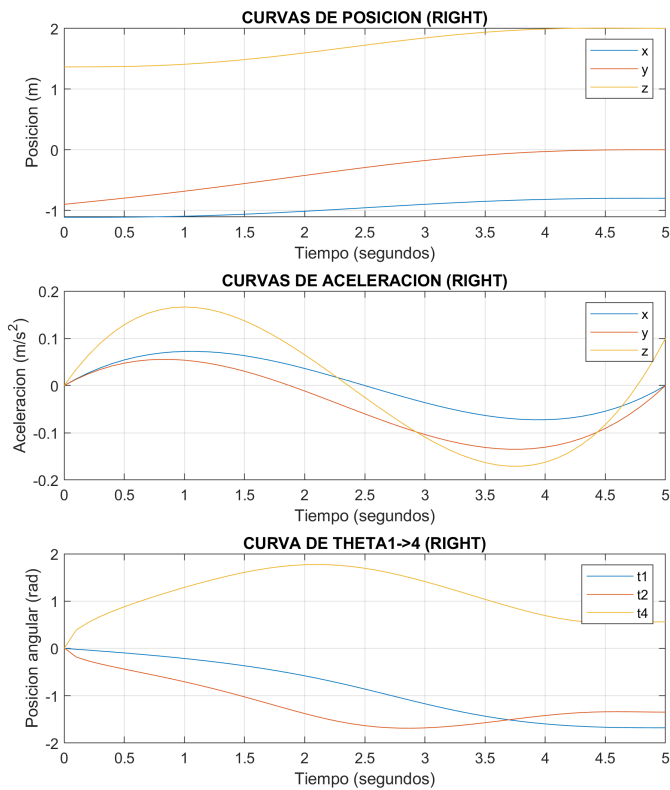 CURVAS DE POSICION (RIGHT)
2
1
0
-1
Posicion (m)
x
y
z
0 0.5 1 1.5 2 2.5 3 3.5 4 4.5 5
Tiempo (segundos)
CURVAS DE ACELERACION (RIGHT)
0.2
0.1
0
-0.1
-0.2
Aceleracion (m/s²)
x
y
z
0 0.5 1 1.5 2 2.5 3 3.5 4 4.5 5
Tiempo (segundos)
CURVA DE THETA1->4 (RIGHT)
2
1
0
-1
-2
Posicion angular (rad)
t1
t2
t4
0 0.5 1 1.5 2 2.5 3 3.5 4 4.5 5
Tiempo (segundos)